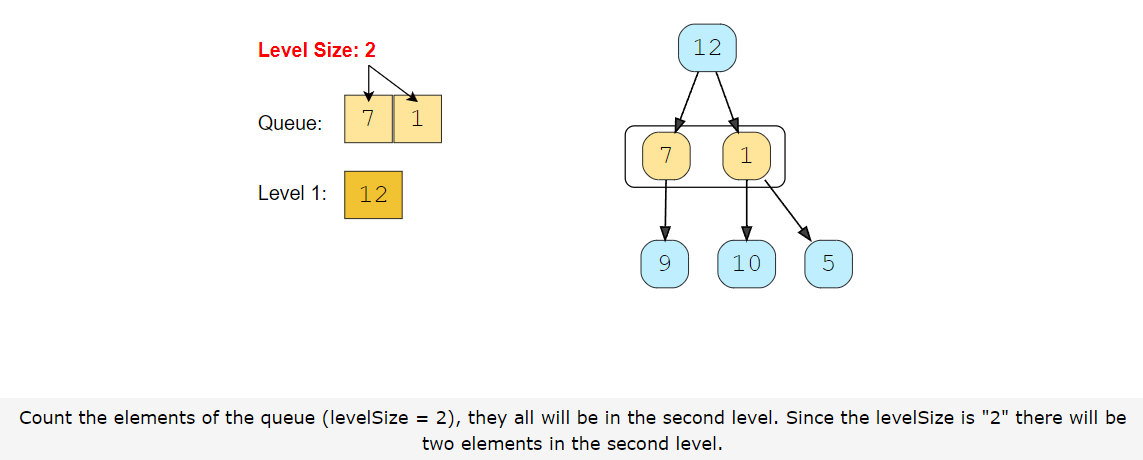 Level Size: 2
Queue: 7 1
Level 1: 12
12
7 1
9 10 5
Count the elements of the queue (levelSize = 2), they all will be in the second level. Since the levelSize is "2" there will be
two elements in the second level.